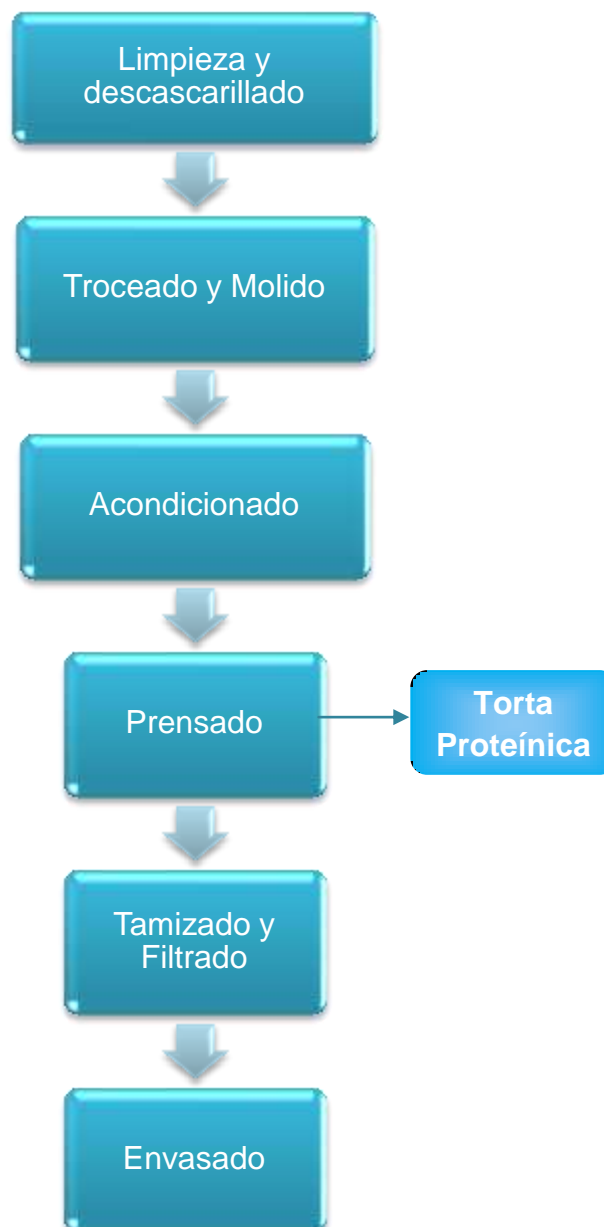 Limpieza y
descascarillado
Troceado y Molido
Acondicionado
Prensado
Torta
Proteínica
Tamizado y
Filtrado
Envasado